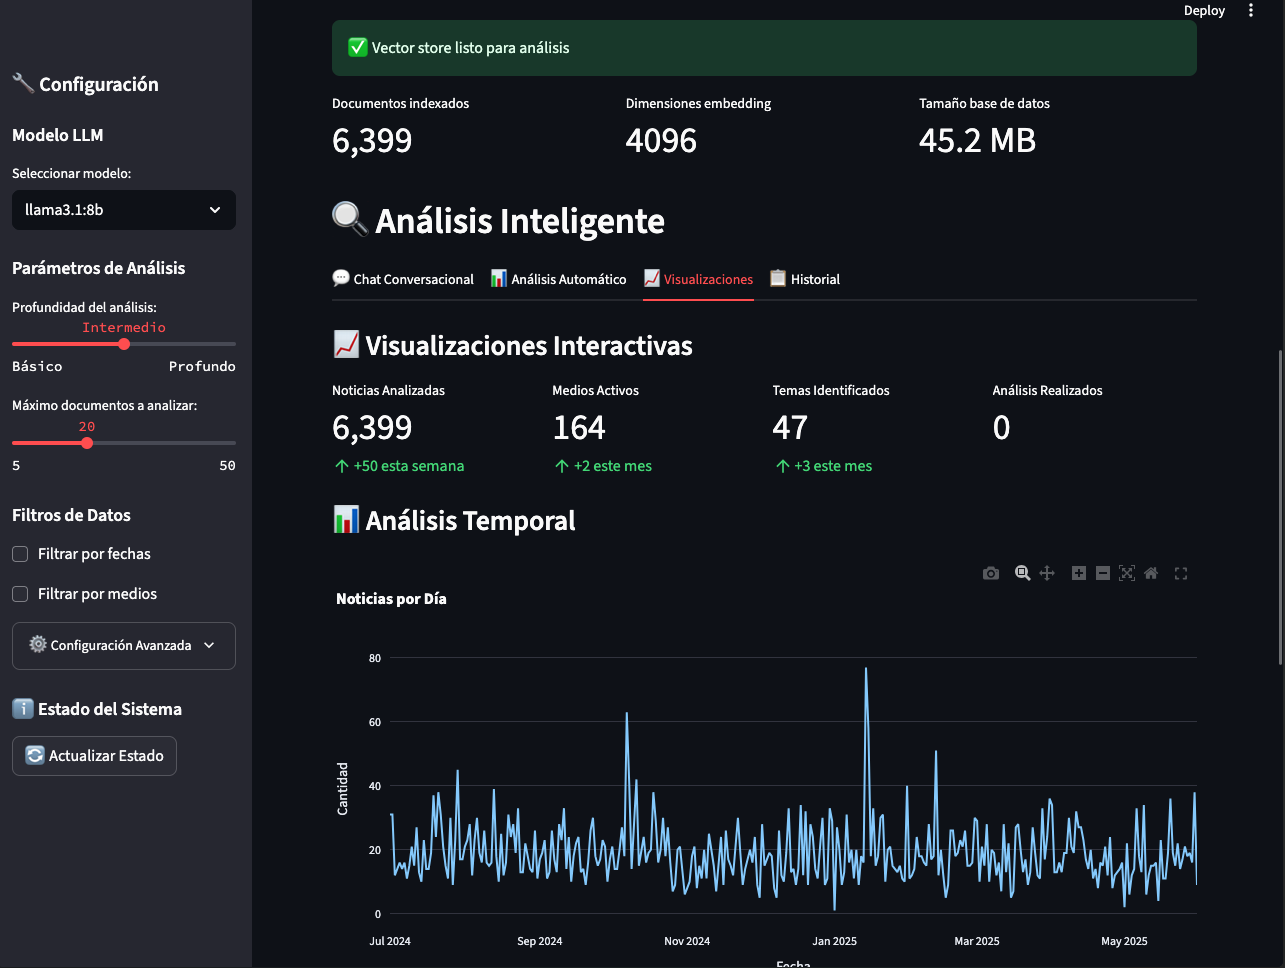 Deploy
🔧 Configuración
Modelo LLM
Seleccionar modelo:
llama3.1:8b
Parámetros de Análisis
Profundidad del análisis:
Intermedio
Básico Profundo
Máximo documentos a analizar:
20
5 50
Filtros de Datos
Filtrar por fechas
Filtrar por medios
⚙️ Configuración Avanzada
ℹ️ Estado del Sistema
🔄 Actualizar Estado
✅ Vector store listo para análisis
Documentos indexados Dimensiones embedding Tamaño base de datos
6,399 4096 45.2 MB
🔍 Análisis Inteligente
💬 Chat Conversacional 📊 Análisis Automático 📈 Visualizaciones 📋 Historial
📈 Visualizaciones Interactivas
Noticias Analizadas Medios Activos Temas Identificados Análisis Realizados
6,399 164 47 0
↑ +50 esta semana ↑ +2 este mes ↑ +3 este mes
📊 Análisis Temporal
Noticias por Día
80
60
40
20
0
Cantidad
Jul 2024 Sep 2024 Nov 2024 Jan 2025 Mar 2025 May 2025
Fecha